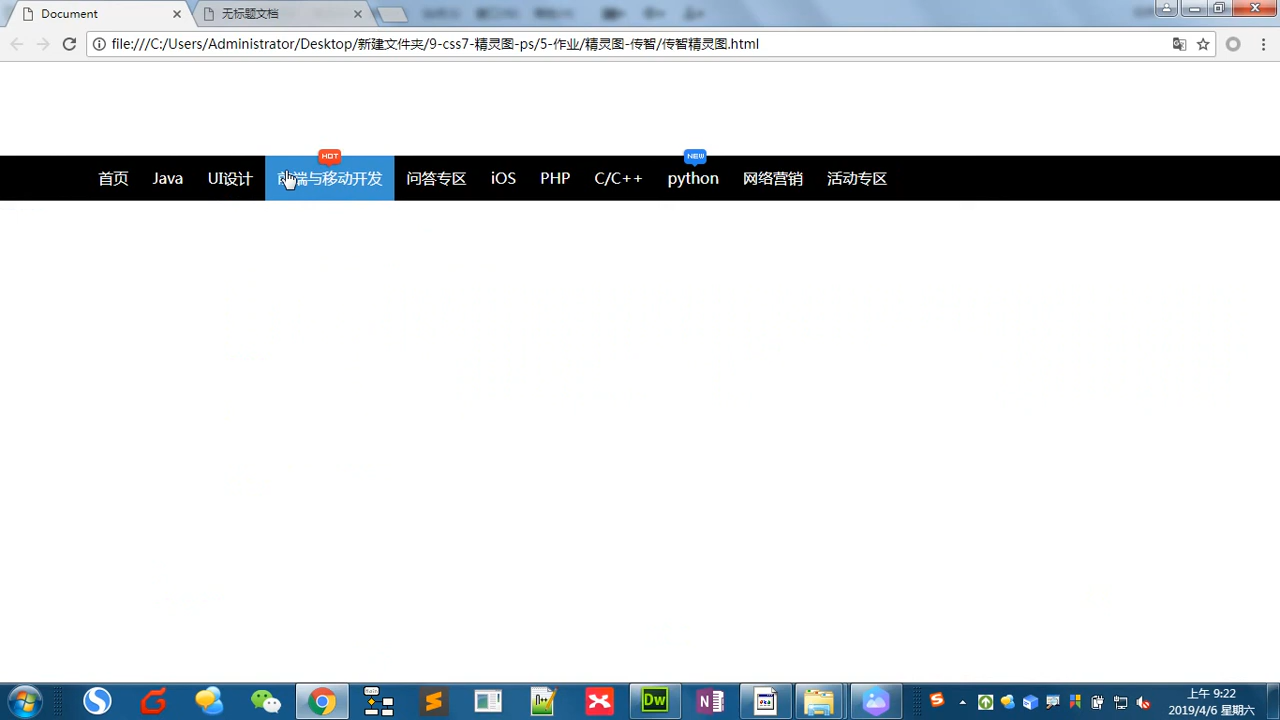 Document
无标题文档
file:///C:/Users/Administrator/Desktop/新建文件夹/9-css7-精灵图-ps/5-作业/精灵图-传智/传智精灵图.html
HOT
NEW
首页 Java UI设计 前端与移动开发 问答专区 iOS PHP C/C++ python 网络营销 活动专区
Dw
上午 9:22
2019/4/6 星期六